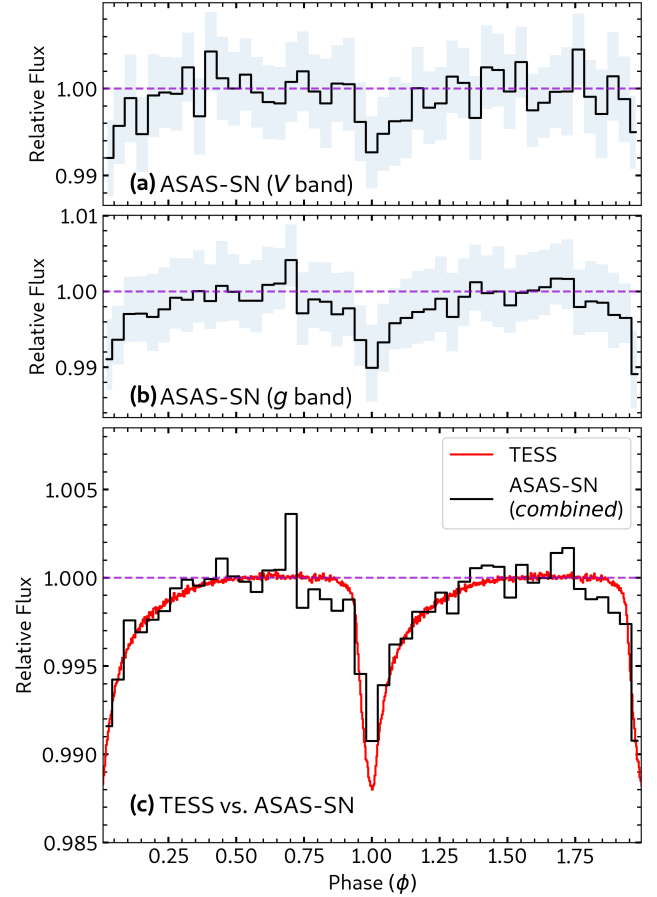 Relative Flux
1.00
0.99
(a) ASAS-SN (V band)
Relative Flux
1.01
1.00
0.99
(b) ASAS-SN (g band)
Relative Flux
1.005
1.000
0.995
0.990
0.985
TESS
ASAS-SN
(combined)
(c) TESS vs. ASAS-SN
0.25 0.50 0.75 1.00 1.25 1.50 1.75
Phase (ϕ)